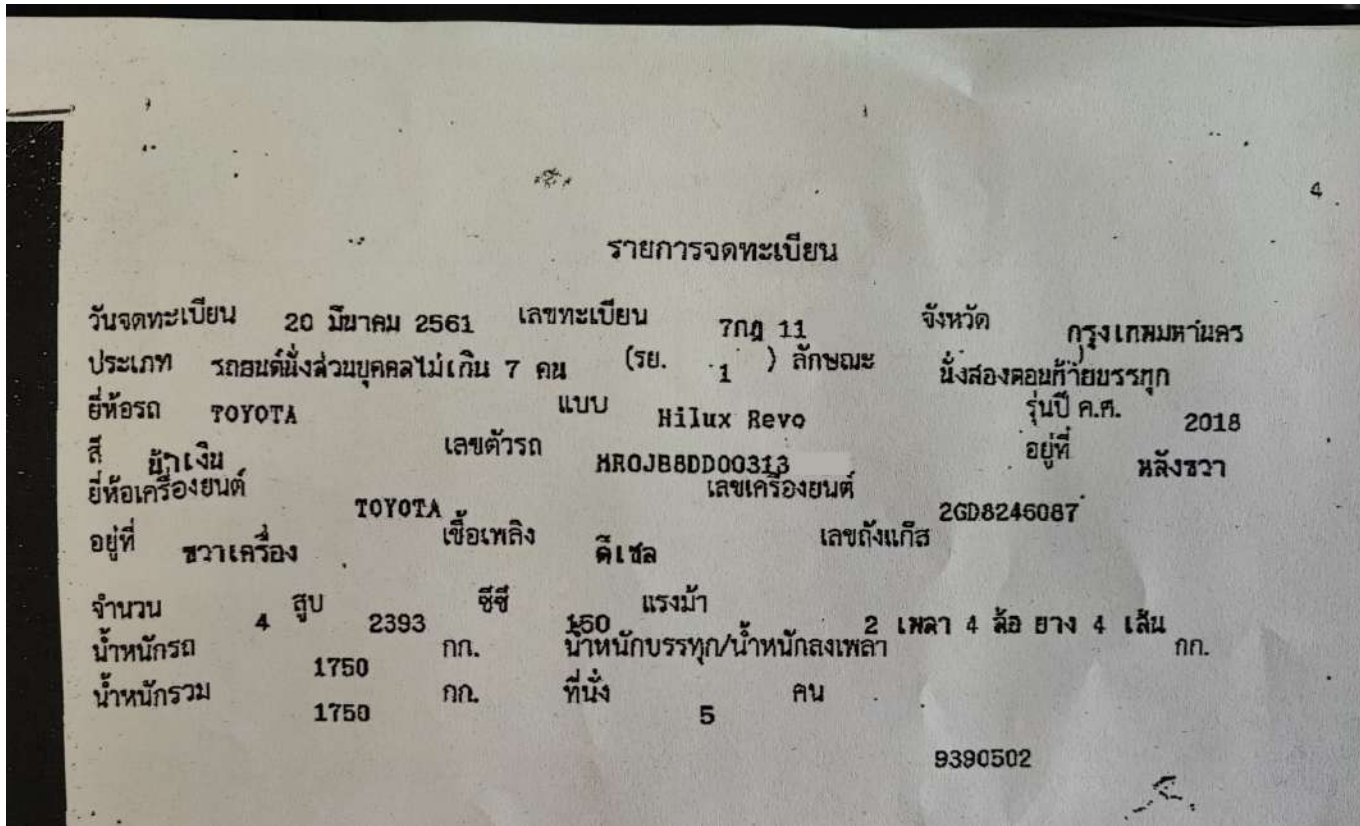 4
รายการจดทะเบียน
วันจดทะเบียน 20 มีนาคม 2561 เลขทะเบียน 7กฎ 11 จังหวัด กรุงเทพมหานคร
ประเภท รถยนต์นั่งส่วนบุคคลไม่เกิน 7 คน (รย. 1 ) ลักษณะ นั่งสองตอนท้ายบรรทุก
ยี่ห้อรถ TOYOTA แบบ Hilux Revo รุ่นปี ค.ศ. 2018
สี น้ำเงิน เลขตัวรถ MR0JB8DD00313 อยู่ที่ หลังขวา
ยี่ห้อเครื่องยนต์ TOYOTA เลขเครื่องยนต์ 2GD8246087
อยู่ที่ ขวาเครื่อง เชื้อเพลิง ดีเซล เลขถังแก๊ส
จำนวน 4 สูบ 2393 ซีซี 150 แรงม้า 2 เพลา 4 ล้อ ยาง 4 เส้น
น้ำหนักรถ 1750 กก. น้ำหนักบรรทุก/น้ำหนักลงเพลา กก.
น้ำหนักรวม 1750 กก. ที่นั่ง 5 คน
9390502